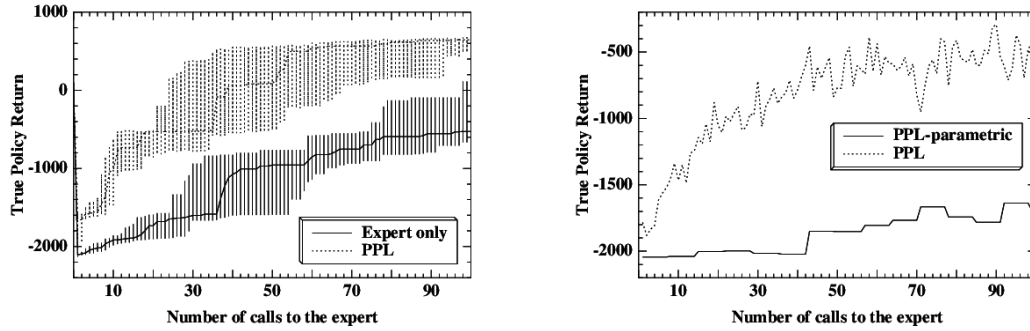 True Policy Return
1000
0
-1000
-2000
10 30 50 70 90
Number of calls to the expert
Expert only
PPL
True Policy Return
-500
-1000
-1500
-2000
10 30 50 70 90
Number of calls to the expert
PPL-parametric
PPL